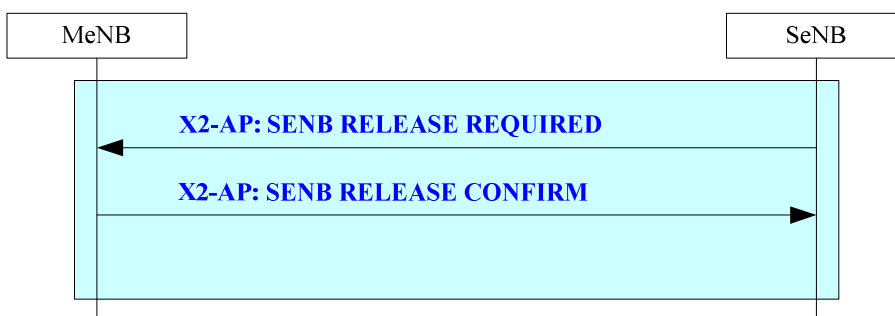 MeNB
SeNB
X2-AP: SENB RELEASE REQUIRED
X2-AP: SENB RELEASE CONFIRM